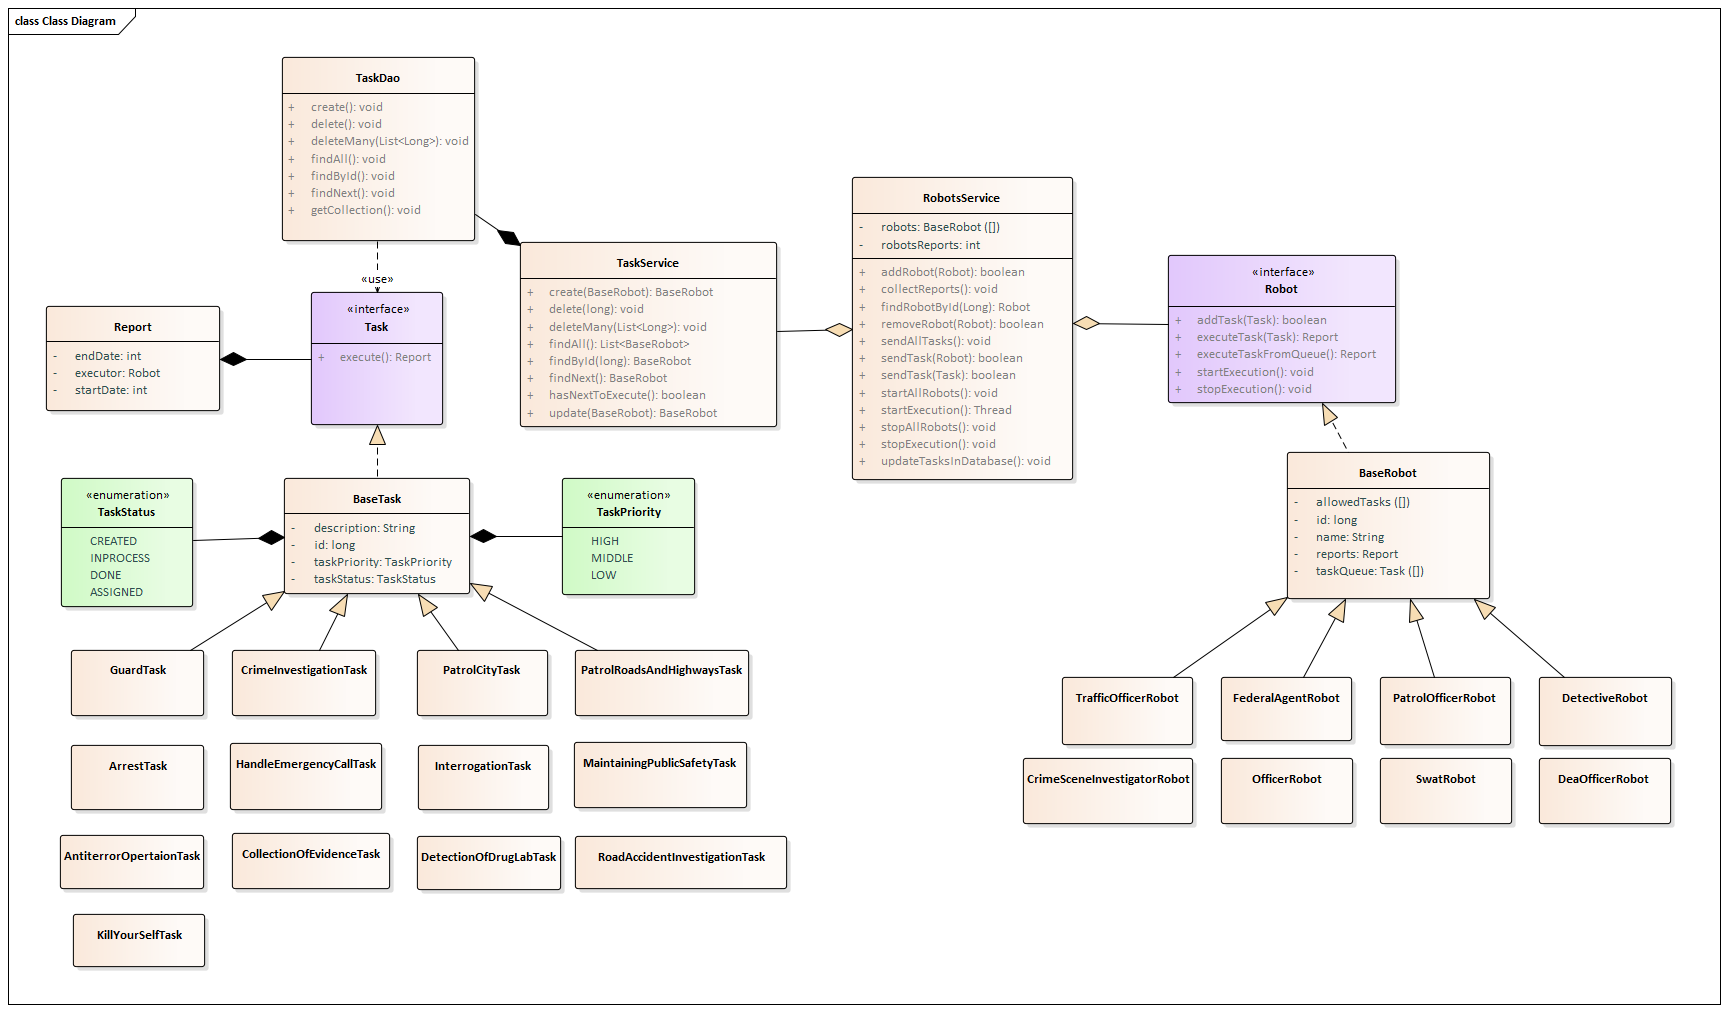 class Class Diagram
TaskDao
+ create(): void
+ delete(): void
+ deleteMany(List<Long>): void
+ findAll(): void
+ findById(): void
+ findNext(): void
+ getCollection(): void
«use»
TaskService
+ create(BaseRobot): BaseRobot
+ delete(long): void
+ deleteMany(List<Long>): void
+ findAll(): List<BaseRobot>
+ findById(long): BaseRobot
+ findNext(): BaseRobot
+ hasNextToExecute(): boolean
+ update(BaseRobot): BaseRobot
RobotsService
- robots: BaseRobot ([])
- robotsReports: int
+ addRobot(Robot): boolean
+ collectReports(): void
+ findRobotById(Long): Robot
+ removeRobot(Robot): boolean
+ sendAllTasks(): void
+ sendTask(Robot): boolean
+ sendTask(Task): boolean
+ startAllRobots(): void
+ startExecution(): Thread
+ stopAllRobots(): void
+ stopExecution(): void
+ updateTasksInDatabase(): void
«interface»
Robot
+ addTask(Task): boolean
+ executeTask(Task): Report
+ executeTaskFromQueue(): Report
+ startExecution(): void
+ stopExecution(): void
Report
- endDate: int
- executor: Robot
- startDate: int
«interface»
Task
+ execute(): Report
«enumeration»
TaskStatus
CREATED
INPROCESS
DONE
ASSIGNED
BaseTask
- description: String
- id: long
- taskPriority: TaskPriority
- taskStatus: TaskStatus
«enumeration»
TaskPriority
HIGH
MIDDLE
LOW
BaseRobot
- allowedTasks ([])
- id: long
- name: String
- reports: Report
- taskQueue: Task ([])
GuardTask
CrimeInvestigationTask
PatrolCityTask
PatrolRoadsAndHighwaysTask
ArrestTask
HandleEmergencyCallTask
InterrogationTask
MaintainingPublicSafetyTask
AntiterrorOpertaionTask
CollectionOfEvidenceTask
DetectionOfDrugLabTask
RoadAccidentInvestigationTask
KillYourSelfTask
TrafficOfficerRobot
FederalAgentRobot
PatrolOfficerRobot
DetectiveRobot
CrimeSceneInvestigatorRobot
OfficerRobot
SwatRobot
DeaOfficerRobot